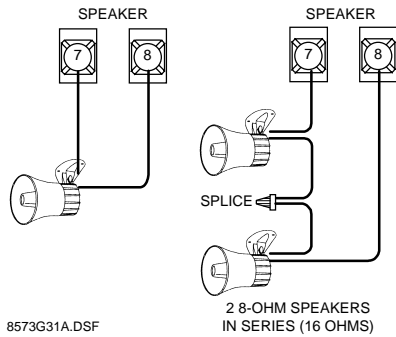 SPEAKER
7 8
SPEAKER
7 8
SPLICE
2 8-OHM SPEAKERS
IN SERIES (16 OHMS)
8573G31A.DSF